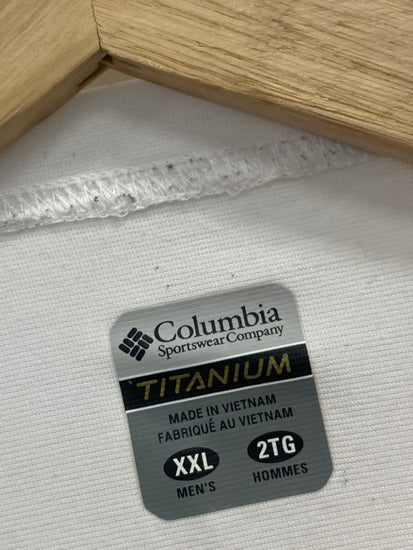 Columbia
Sportswear Company
TITANIUM
MADE IN VIETNAM
FABRIQUÉ AU VIETNAM
XXL 2TG
MEN'S HOMMES